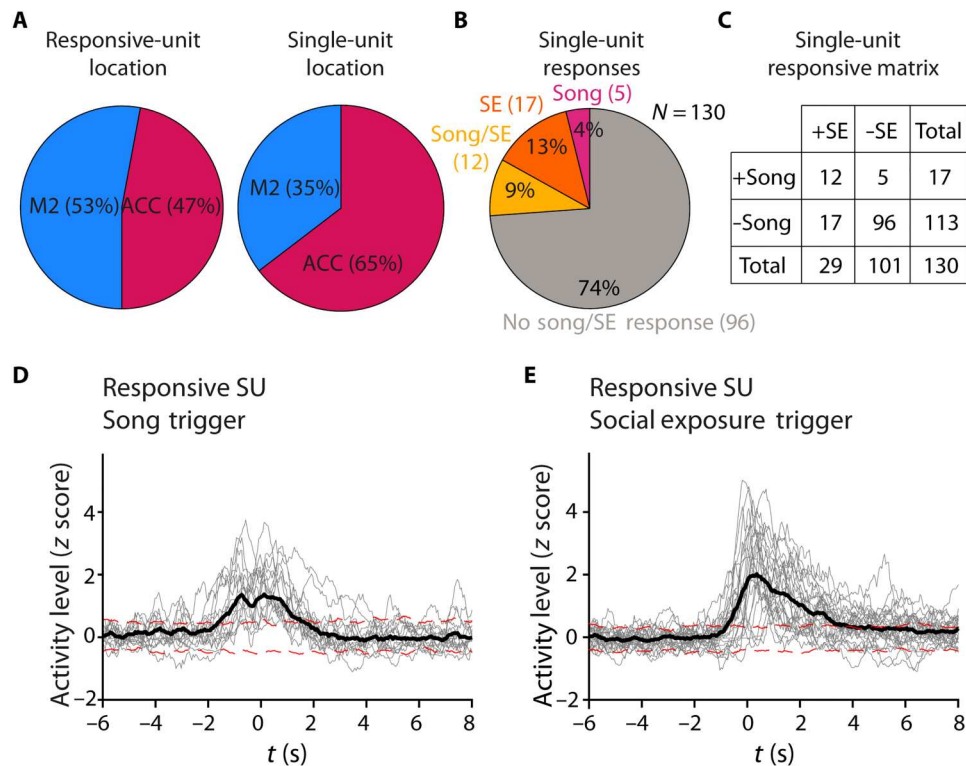 A
Responsive-unit
location
M2 (53%)
ACC (47%)
Single-unit
location
M2 (35%)
ACC (65%)
B
Single-unit
responses
Song (5)
SE (17)
N = 130
Song/SE
(12)
4%
13%
9%
74%
No song/SE response (96)
C
Single-unit
responsive matrix
+SE –SE Total
+Song 12 5 17
–Song 17 96 113
Total 29 101 130
D
Responsive SU
Song trigger
Activity level (z score)
4
2
0
–2
–6 –4 –2 0 2 4 6 8
t (s)
E
Responsive SU
Social exposure trigger
Activity level (z score)
4
2
0
–2
–6 –4 –2 0 2 4 6 8
t (s)